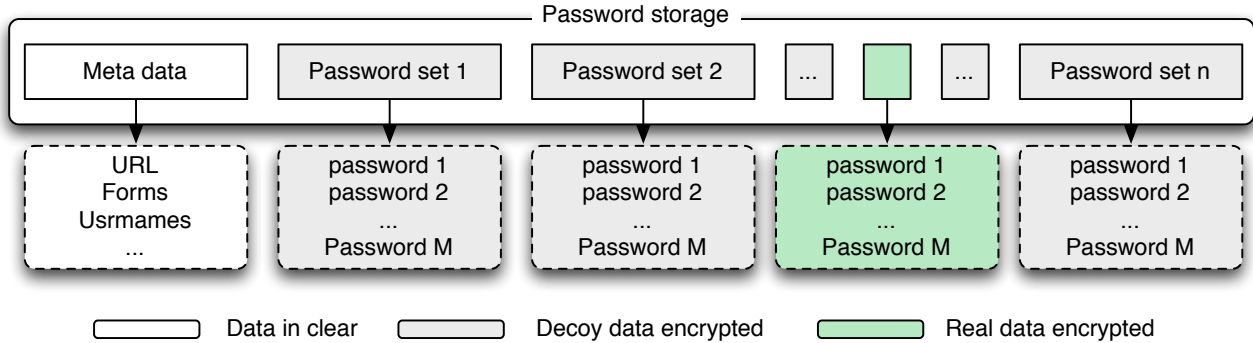 Password storage
Meta data
Password set 1
Password set 2
...
...
Password set n
URL
Forms
Usrmames
...
password 1
password 2
...
Password M
password 1
password 2
...
Password M
password 1
password 2
...
Password M
password 1
password 2
...
Password M
Data in clear
Decoy data encrypted
Real data encrypted